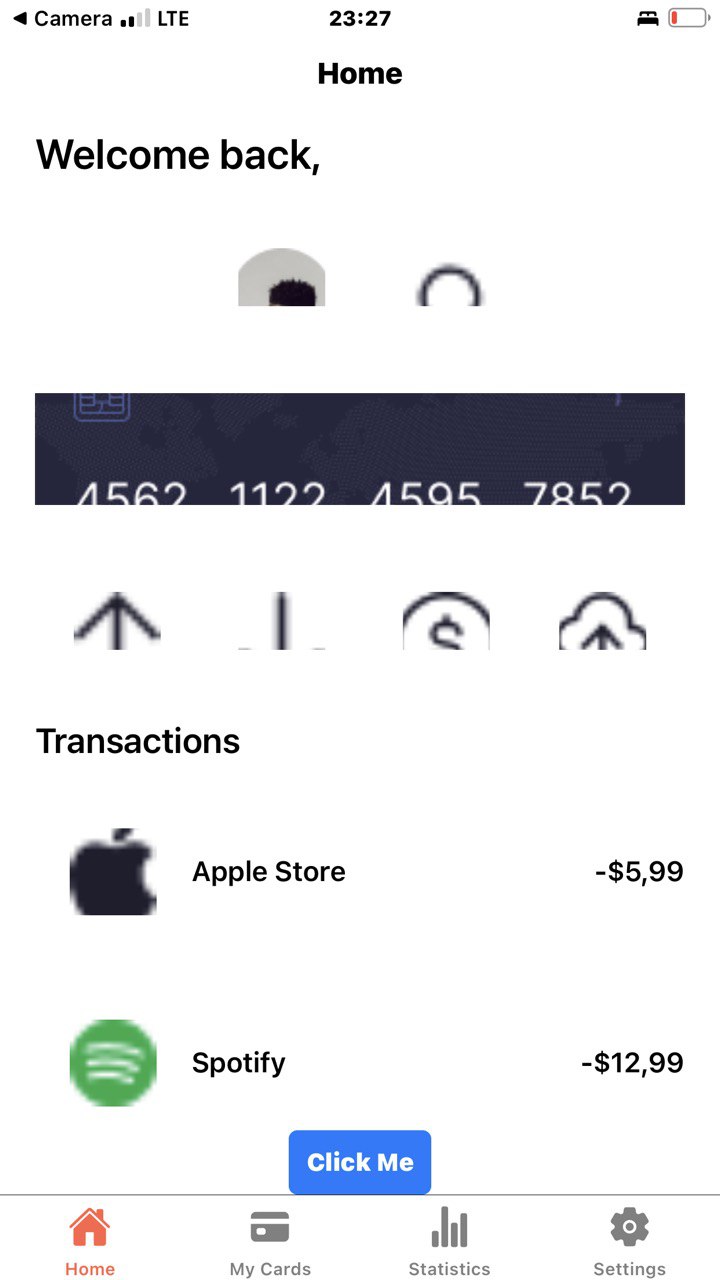 ◀ Camera LTE 23:27
Home
Welcome back,
4562 1122 4595 7852
$
Transactions
Apple Store -$5,99
Spotify -$12,99
Click Me
Home My Cards Statistics Settings